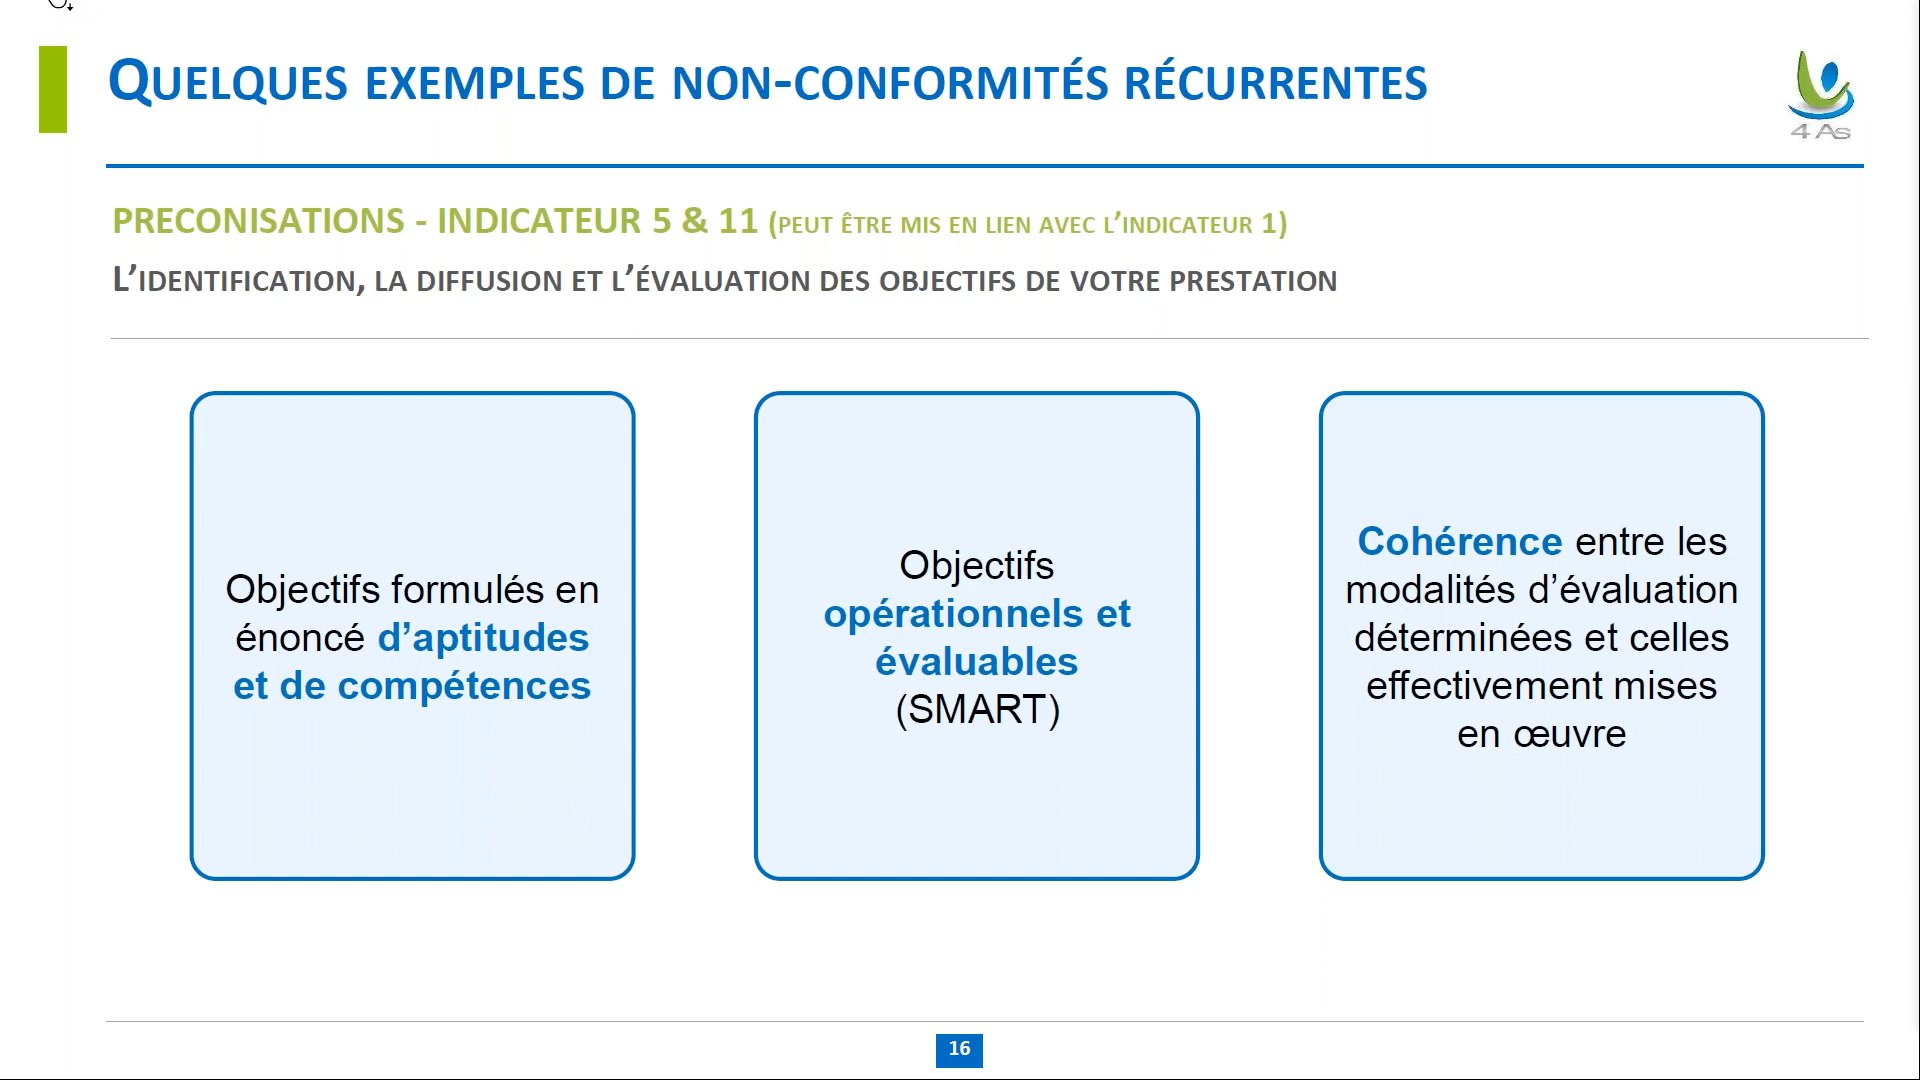 QUELQUES EXEMPLES DE NON-CONFORMITÉS RÉCURRENTES
4 As
PRECONISATIONS - INDICATEUR 5 & 11 (PEUT ÊTRE MIS EN LIEN AVEC L’INDICATEUR 1)
L’IDENTIFICATION, LA DIFFUSION ET L’ÉVALUATION DES OBJECTIFS DE VOTRE PRESTATION
Objectifs formulés en
énoncé d’aptitudes
et de compétences
Objectifs
opérationnels et
évaluables
(SMART)
Cohérence entre les
modalités d’évaluation
déterminées et celles
effectivement mises
en œuvre
16